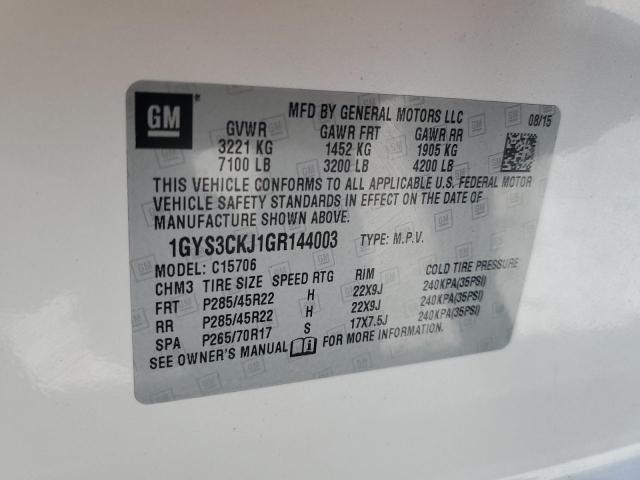 GM
MFD BY GENERAL MOTORS LLC 08/15
GVWR GAWR FRT GAWR RR
3221 KG 1452 KG 1905 KG
7100 LB 3200 LB 4200 LB
THIS VEHICLE CONFORMS TO ALL APPLICABLE U.S. FEDERAL MOTOR
VEHICLE SAFETY STANDARDS IN EFFECT ON THE DATE OF
MANUFACTURE SHOWN ABOVE.
1GYS3CKJ1GR144003 TYPE: M.P.V.
MODEL: C15706
CHM3 TIRE SIZE SPEED RTG RIM COLD TIRE PRESSURE
FRT P285/45R22 H 22X9J 240KPA(35PSI)
RR P285/45R22 H 22X9J 240KPA(35PSI)
SPA P265/70R17 S 17X7.5J 240KPA(35PSI)
SEE OWNER'S MANUAL FOR MORE INFORMATION.